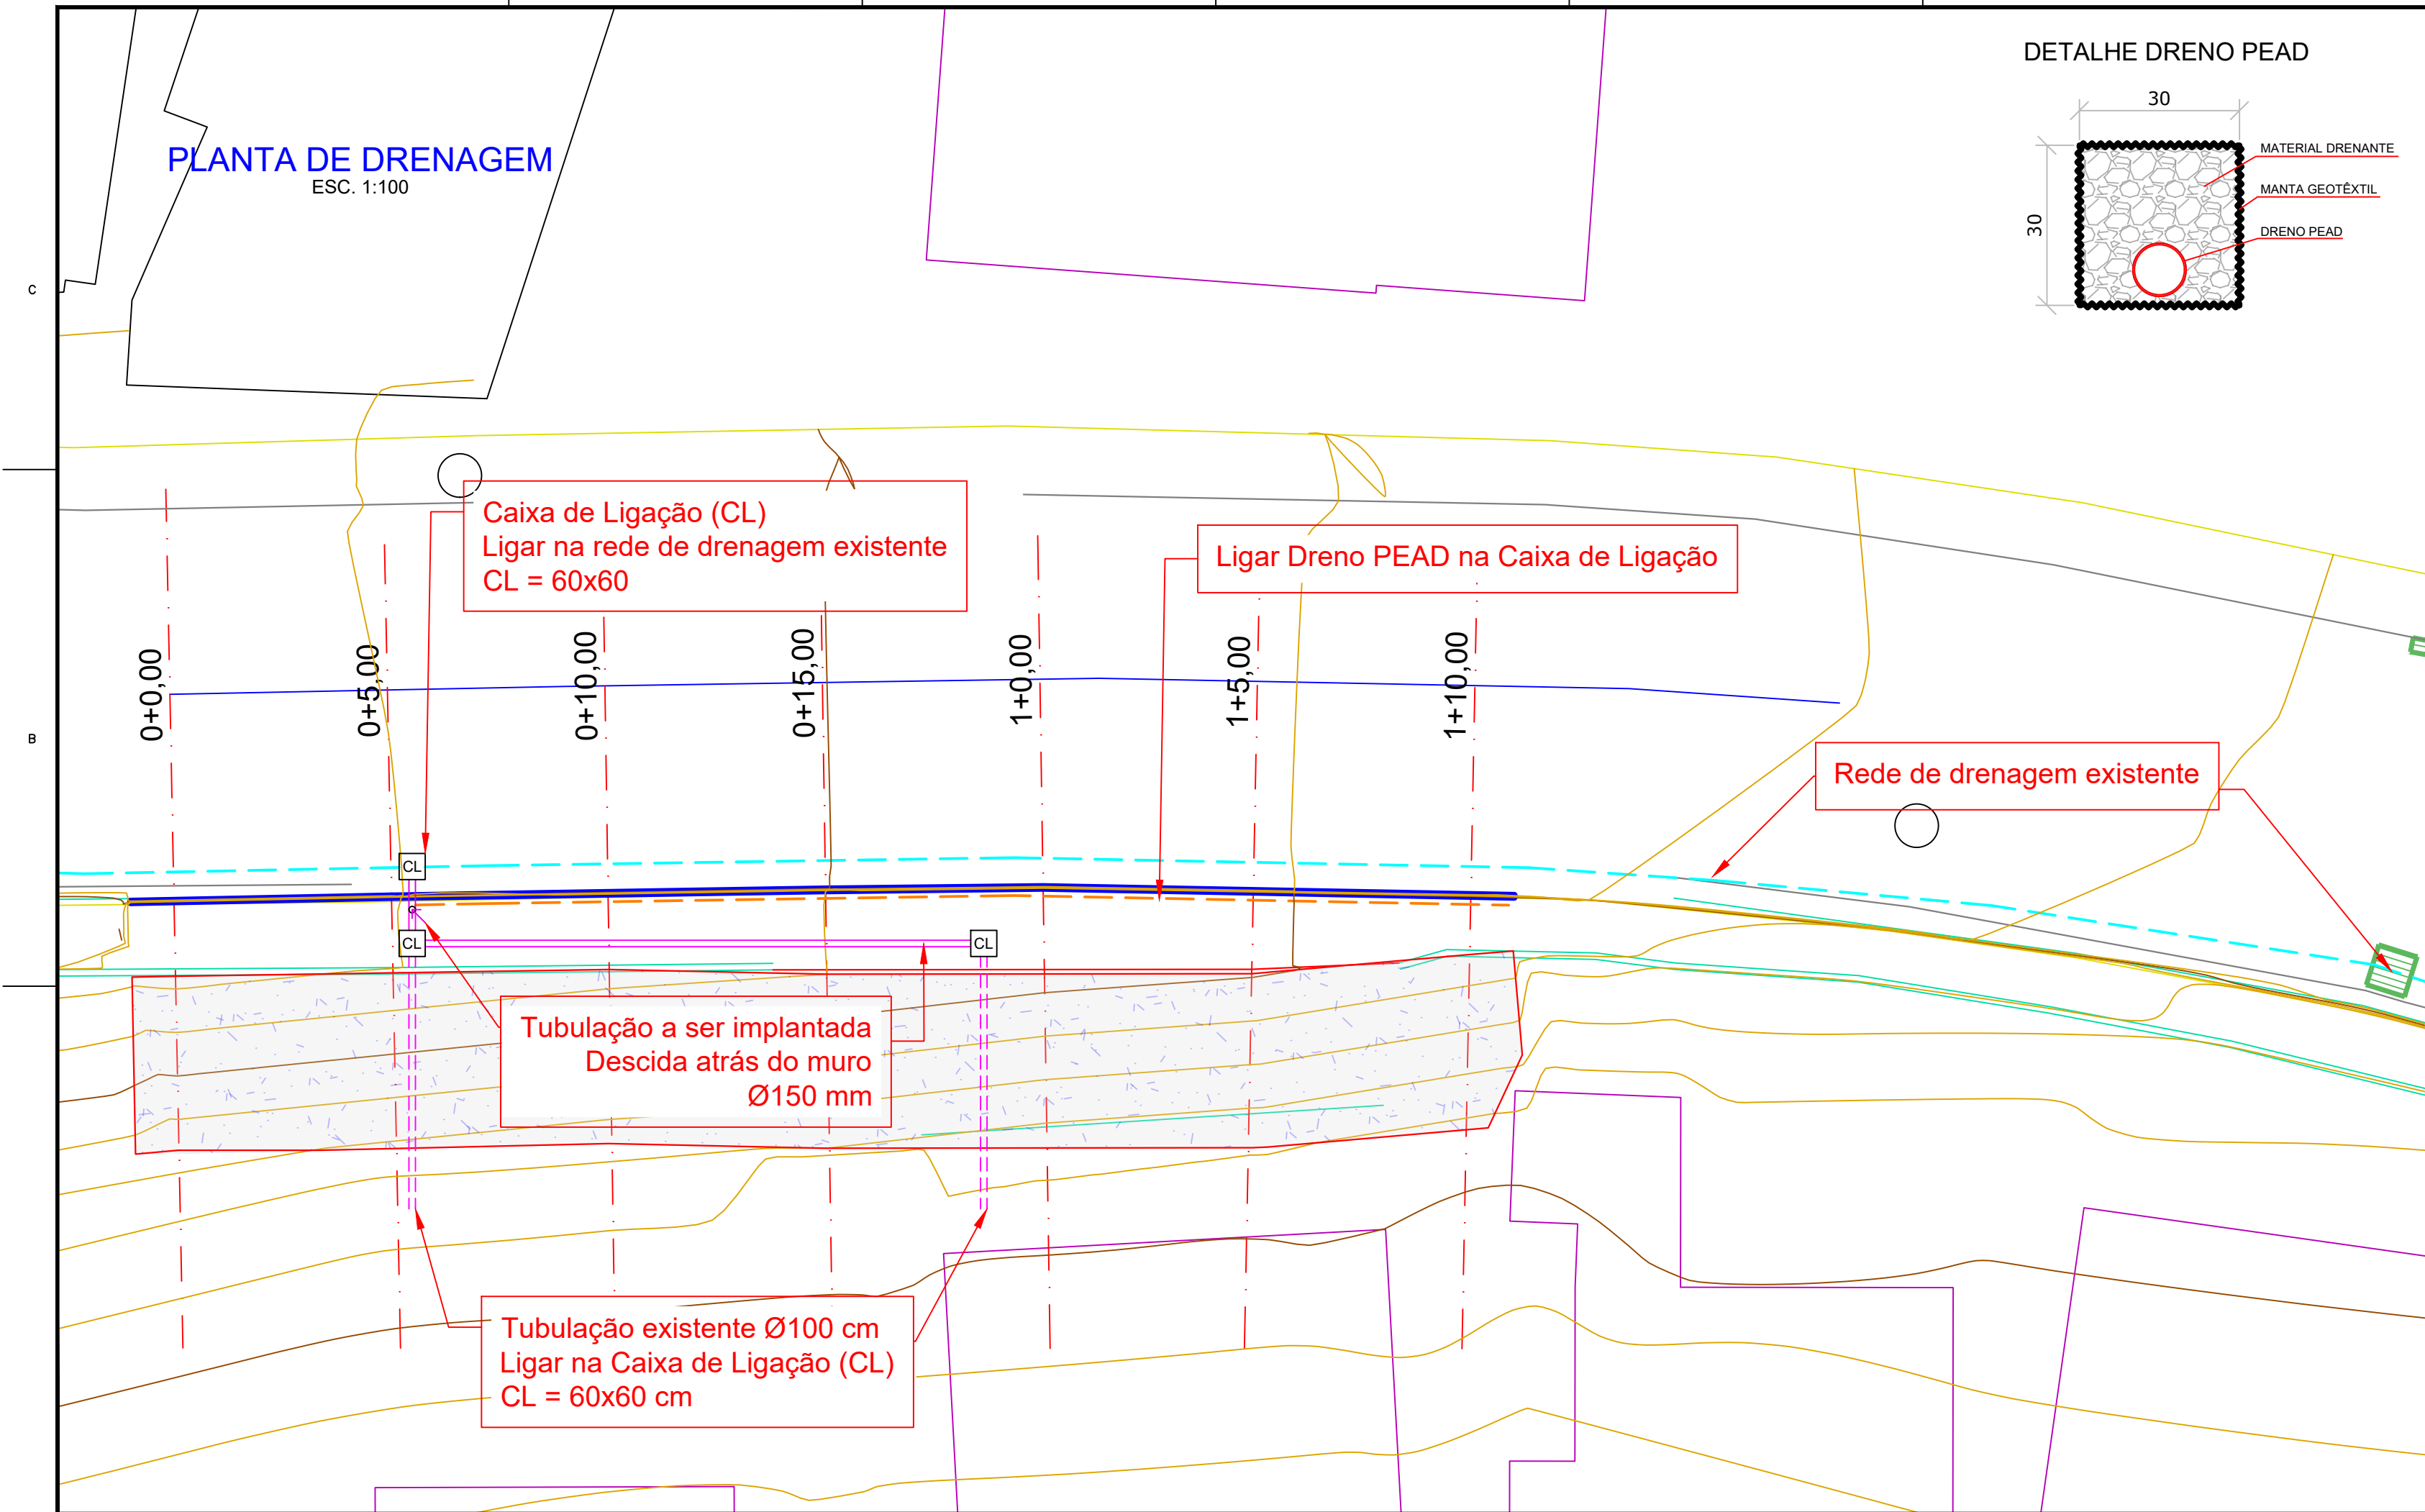 DETALHE DRENO PEAD
30
30
MATERIAL DRENANTE
MANTA GEOTÊXTIL
DRENO PEAD
PLANTA DE DRENAGEM
ESC. 1:100
C
Caixa de Ligação (CL)
Ligar na rede de drenagem existente
CL = 60x60
Ligar Dreno PEAD na Caixa de Ligação
0+0,00
0+5,00
0+10,00
0+15,00
1+0,00
1+5,00
1+10,00
B
Rede de drenagem existente
CL
CL
CL
Tubulação a ser implantada
Descida atrás do muro
Ø150 mm
Tubulação existente Ø100 cm
Ligar na Caixa de Ligação (CL)
CL = 60x60 cm